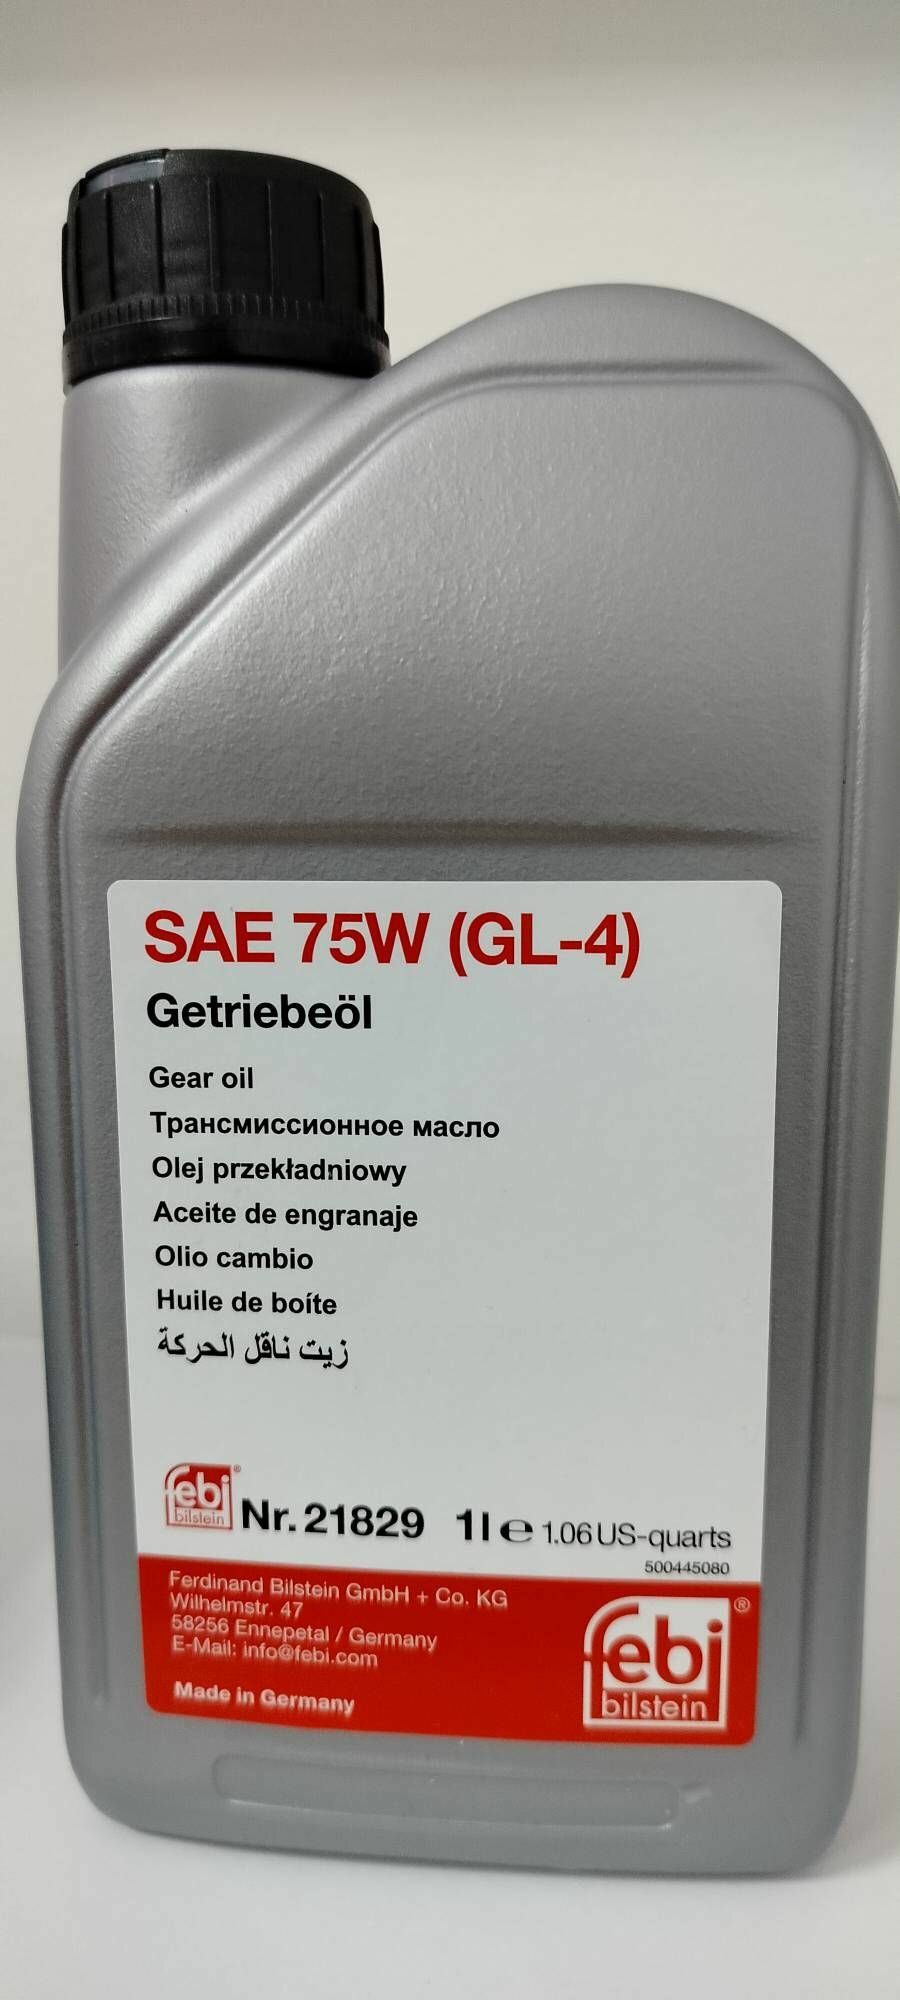 SAE 75W (GL-4)
Getriebeöl
Gear oil
Трансмиссионное масло
Olej przekładniowy
Aceite de engranaje
Olio cambio
Huile de boíte
زيت ناقل الحركة
febi® bilstein Nr. 21829 1l ℮ 1.06 US-quarts
500445080
Ferdinand Bilstein GmbH + Co. KG
Wilhelmstr. 47
58256 Ennepetal / Germany
E-Mail: info@febi.com
Made in Germany
febi®
bilstein